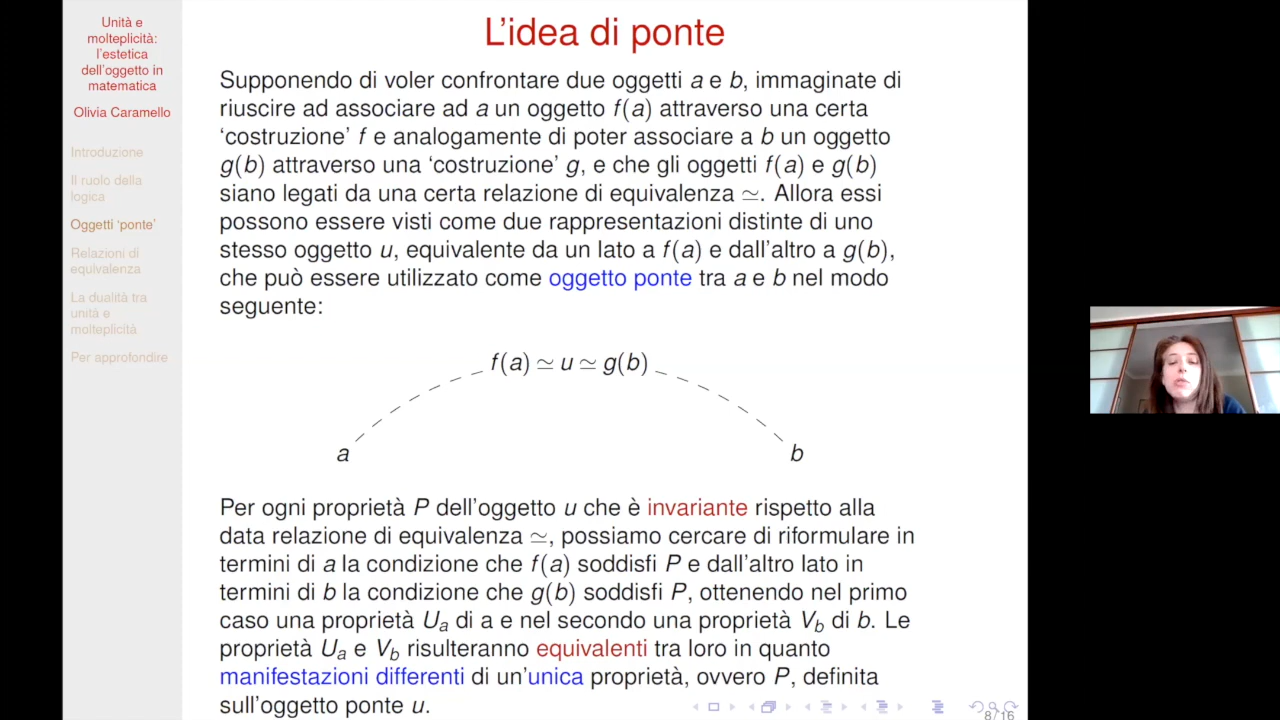 Unità e
molteplicità:
l'estetica
dell'oggetto in
matematica
Olivia Caramello
Introduzione
Il ruolo della
logica
Oggetti 'ponte'
Relazioni di
equivalenza
La dualità tra
unità e
molteplicità
Per approfondire
L'idea di ponte
Supponendo di voler confrontare due oggetti a e b, immaginate di
riuscire ad associare ad a un oggetto f(a) attraverso una certa
'costruzione' f e analogamente di poter associare a b un oggetto
g(b) attraverso una 'costruzione' g, e che gli oggetti f(a) e g(b)
siano legati da una certa relazione di equivalenza ≃. Allora essi
possono essere visti come due rappresentazioni distinte di uno
stesso oggetto u, equivalente da un lato a f(a) e dall'altro a g(b),
che può essere utilizzato come oggetto ponte tra a e b nel modo
seguente:
f(a) ≃ u ≃ g(b)
a b
Per ogni proprietà P dell'oggetto u che è invariante rispetto alla
data relazione di equivalenza ≃, possiamo cercare di riformulare in
termini di a la condizione che f(a) soddisfi P e dall'altro lato in
termini di b la condizione che g(b) soddisfi P, ottenendo nel primo
caso una proprietà Uₐ di a e nel secondo una proprietà V_b di b. Le
proprietà Uₐ e V_b risulteranno equivalenti tra loro in quanto
manifestazioni differenti di un'unica proprietà, ovvero P, definita
sull'oggetto ponte u.
8/16